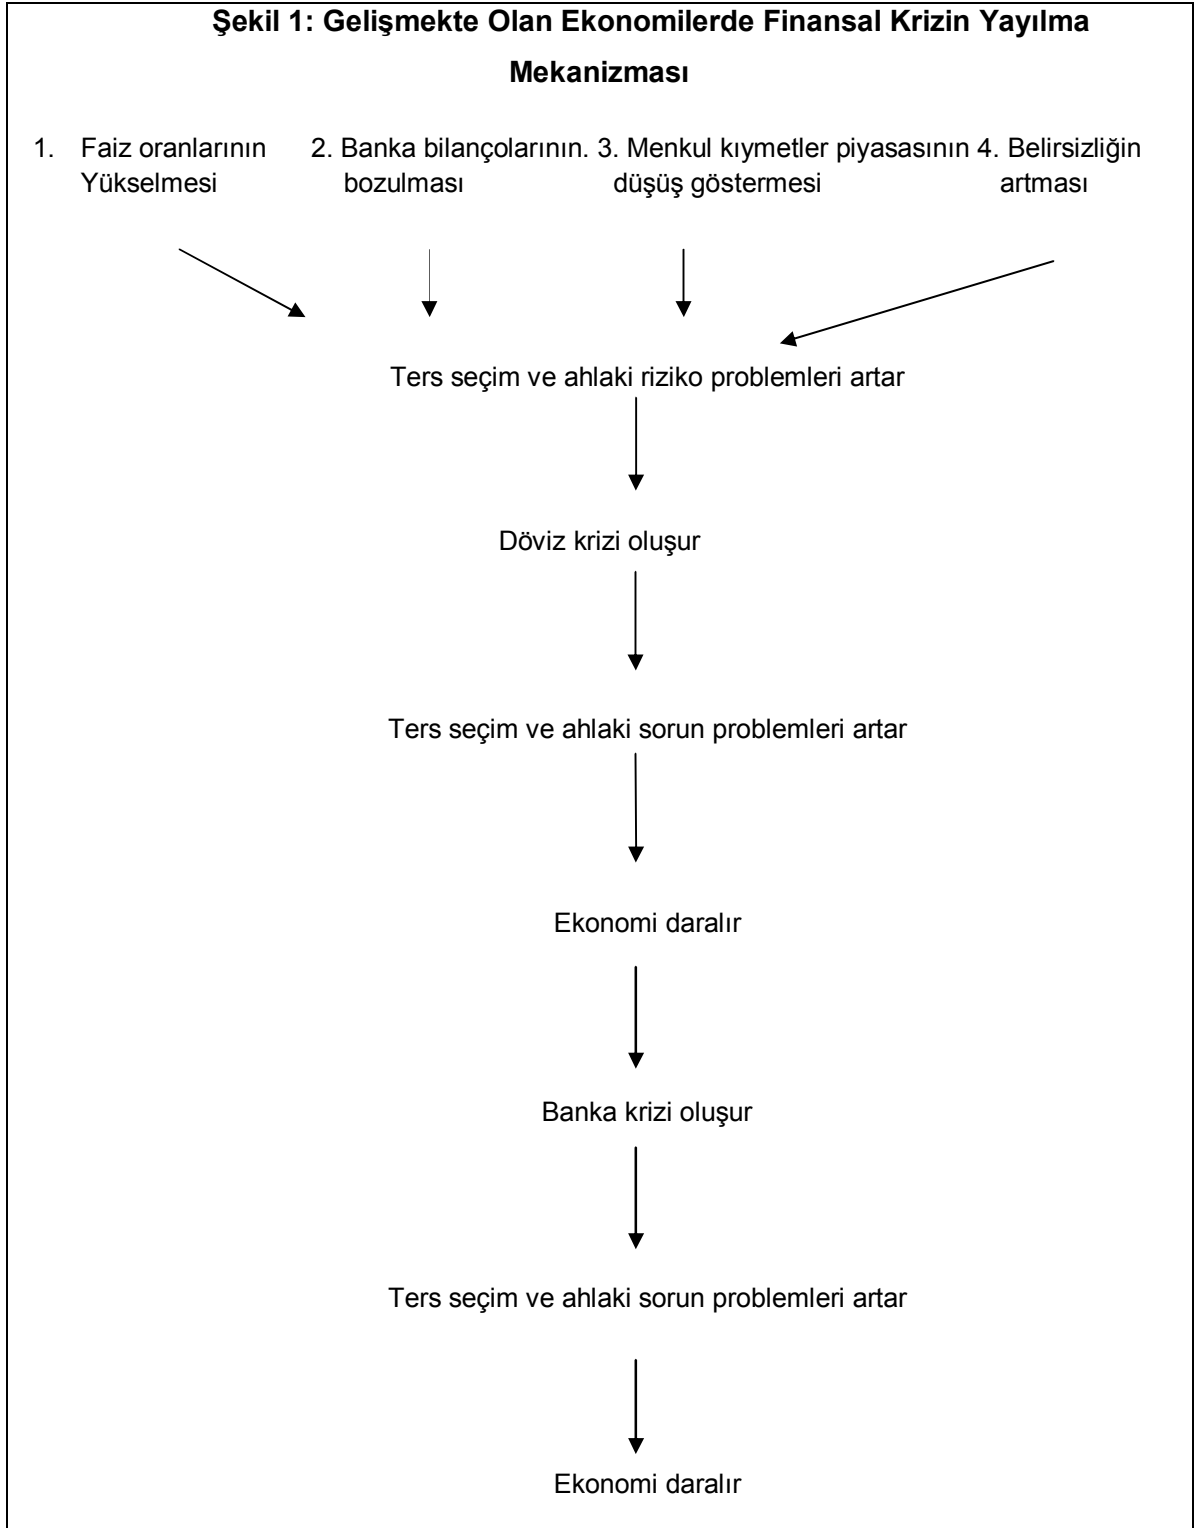 Şekil 1: Gelişmekte Olan Ekonomilerde Finansal Krizin Yayılma
Mekanizması
1. Faiz oranlarının 2. Banka bilançolarının. 3. Menkul kıymetler piyasasının 4. Belirsizliğin
Yükselmesi bozulması düşüş göstermesi artması
Ters seçim ve ahlaki riziko problemleri artar
Döviz krizi oluşur
Ters seçim ve ahlaki sorun problemleri artar
Ekonomi daralır
Banka krizi oluşur
Ters seçim ve ahlaki sorun problemleri artar
Ekonomi daralır